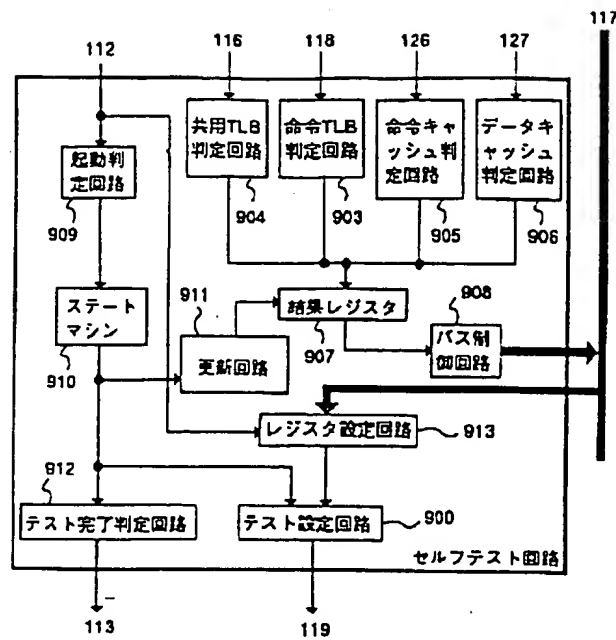 117
112
116
118
126
127
共用TLB
判定回路
904
命令TLB
判定回路
903
命令キャ
ッシュ判
定回路
905
データキ
ャッシュ
判定回路
906
起動判
定回路
909
ステート
マシン
910
911
更新回路
結果レジスタ
907
908
バス制
御回路
レジスタ設定回路
913
912
テスト完了判定回路
テスト設定回路
900
セルフテスト回路
113
119